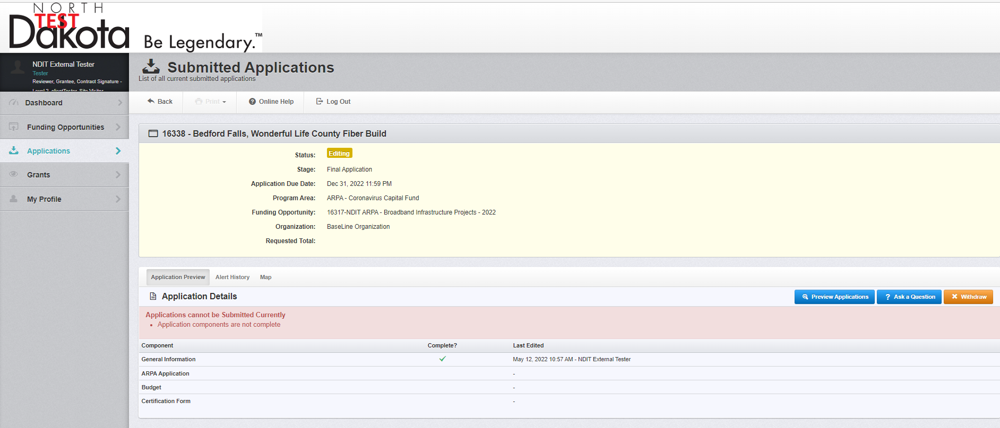 NORTH
TEST
Dakota
Be Legendary.™
NDIT External Tester
Tester
Reviewer, Grantee, Contract Signature -
Level 2, clientTester, Site Visitor
Dashboard
Funding Opportunities
Applications
Grants
My Profile
Submitted Applications
List of all current submitted applications
Back
Print
Online Help
Log Out
16338 - Bedford Falls, Wonderful Life County Fiber Build
Status: Editing
Stage: Final Application
Application Due Date: Dec 31, 2022 11:59 PM
Program Area: ARPA - Coronavirus Capital Fund
Funding Opportunity: 16317-NDIT ARPA - Broadband Infrastructure Projects - 2022
Organization: BaseLine Organization
Requested Total:
Application Preview Alert History Map
Application Details
Preview Applications
Ask a Question
Withdraw
Applications cannot be Submitted Currently
• Application components are not complete
Component Complete? Last Edited
General Information ✓ May 12, 2022 10:57 AM - NDIT External Tester
ARPA Application -
Budget -
Certification Form -